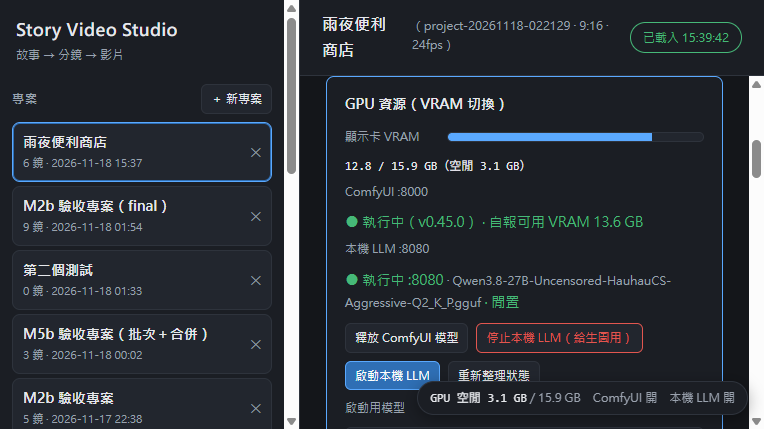 Story Video Studio
故事 → 分鏡 → 影片
專案
+ 新專案
雨夜便利商店
6 鏡 · 2026-11-18 15:37
×
M2b 驗收專案（final）
9 鏡 · 2026-11-18 01:54
×
第二個測試
0 鏡 · 2026-11-18 01:33
×
M5b 驗收專案（批次＋合併）
3 鏡 · 2026-11-18 00:02
×
M2b 驗收專案
5 鏡 · 2026-11-17 22:38
×
雨夜便利
商店
（project-20261118-022129 · 9:16 ·
24fps）
已載入 15:39:42
GPU 資源（VRAM 切換）
顯示卡 VRAM
12.8 / 15.9 GB（空閒 3.1 GB）
ComfyUI :8000
● 執行中（v0.45.0） · 自報可用 VRAM 13.6 GB
本機 LLM :8080
● 執行中 :8080 · Qwen3.8-27B-Uncensored-HauhauCS-
Aggressive-Q2_K_P.gguf · 閒置
釋放 ComfyUI 模型
停止本機 LLM（給生圖用）
啟動本機 LLM
重新整理狀態
啟動用模型
GPU 空閒 3.1 GB / 15.9 GB ComfyUI 開 本機 LLM 開